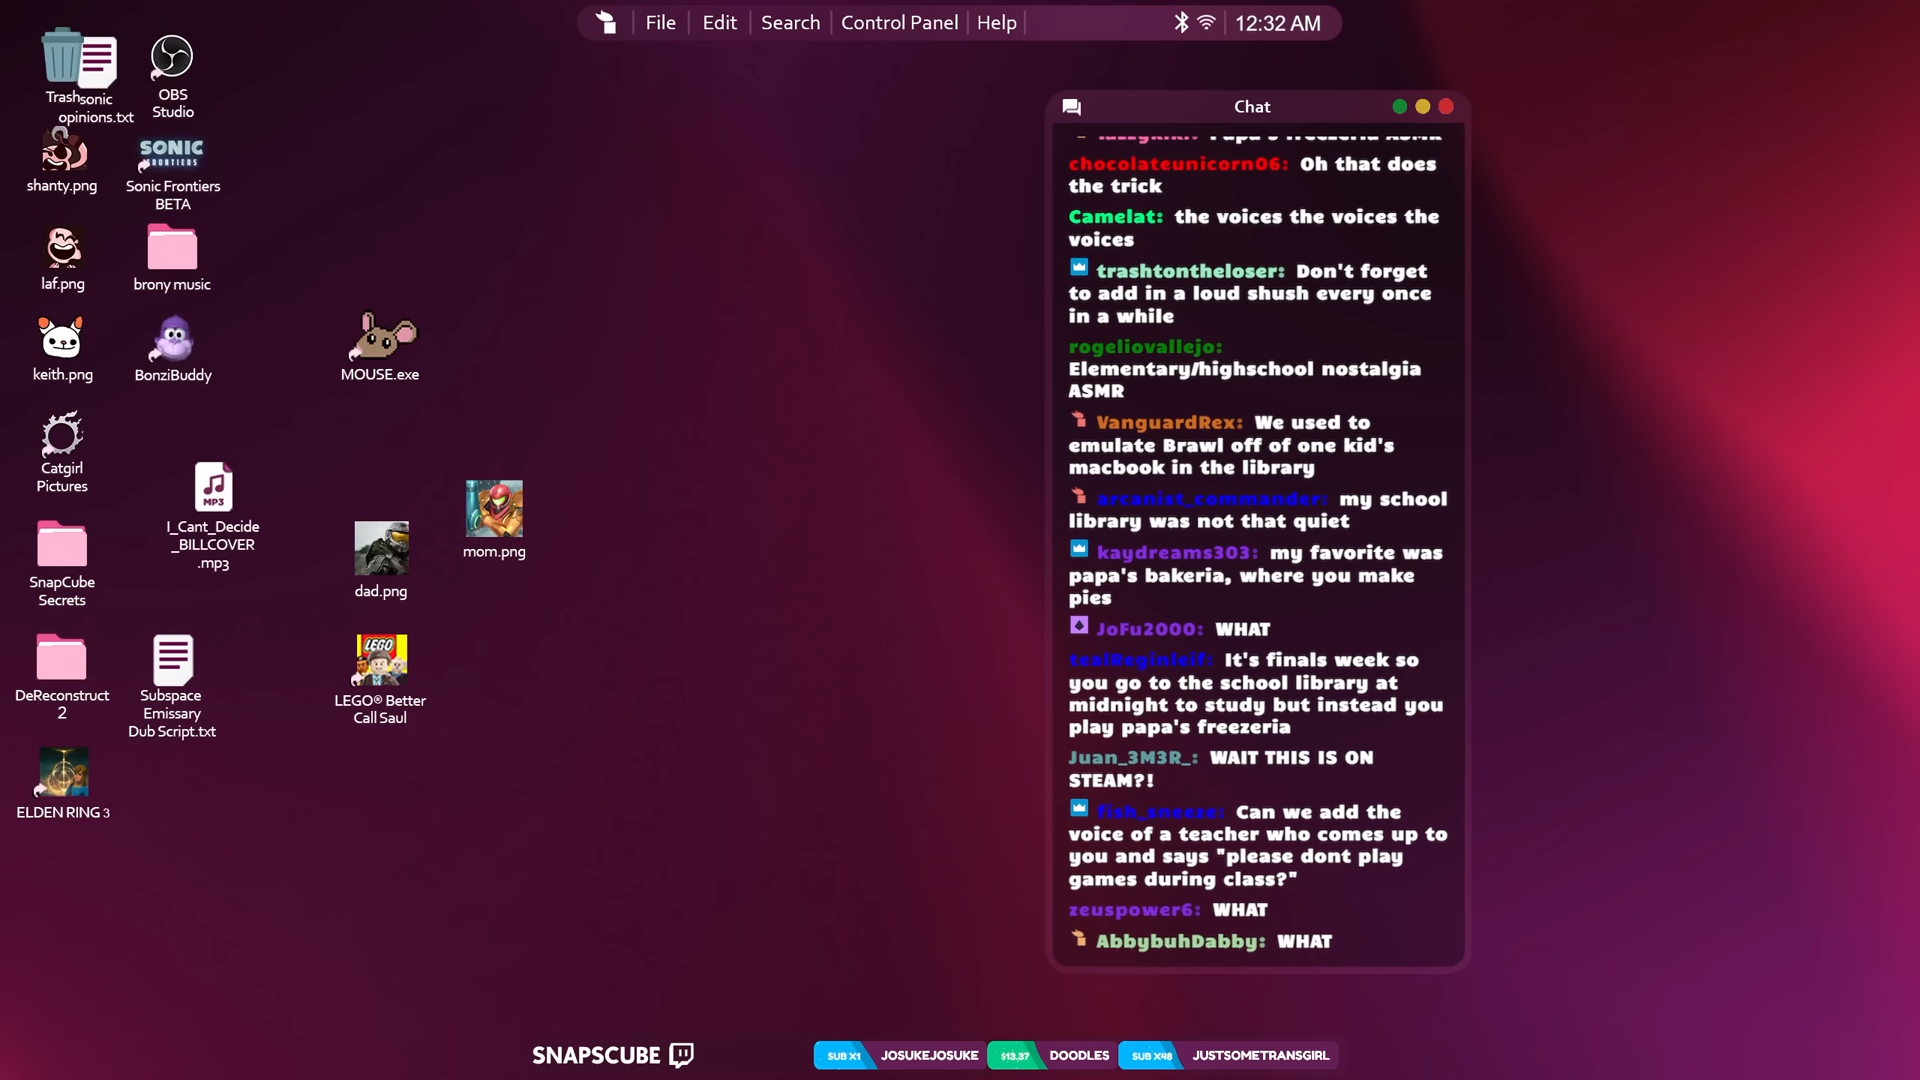 File
Edit
Search
Control Panel
Help
12:32 AM
Trash
sonic
opinions.txt
OBS
Studio
shanty.png
SONIC
FRONTIERS
Sonic Frontiers
BETA
laf.png
brony music
keith.png
BonziBuddy
MOUSE.exe
Catgirl
Pictures
MP3
I_Cant_Decide
_BILLCOVER
.mp3
mom.png
dad.png
SnapCube
Secrets
DeReconstruct
2
Subspace
Emissary
Dub Script.txt
LEGO
LEGO® Better
Call Saul
ELDEN RING 3
Chat
Papa's freezeria ASMR
chocolateunicorn06: Oh that does
the trick
Camelat: the voices the voices the
voices
trashtontheloser: Don't forget
to add in a loud shush every once
in a while
rogeliovallejo:
Elementary/highschool nostalgia
ASMR
VanguardRex: We used to
emulate Brawl off of one kid's
macbook in the library
arcanist_commander: my school
library was not that quiet
kaydreams303: my favorite was
papa's bakeria, where you make
pies
JoFu2000: WHAT
tealReginleif: It's finals week so
you go to the school library at
midnight to study but instead you
play papa's freezeria
Juan_3M3R_: WAIT THIS IS ON
STEAM?!
fish_sneeze: Can we add the
voice of a teacher who comes up to
you and says "please dont play
games during class?"
zeuspower6: WHAT
AbbybuhDabby: WHAT
SNAPSCUBE
SUB X1 JOSUKEJOSUKE
$13.37 DOODLES
SUB X48 JUSTSOMETRANSGIRL